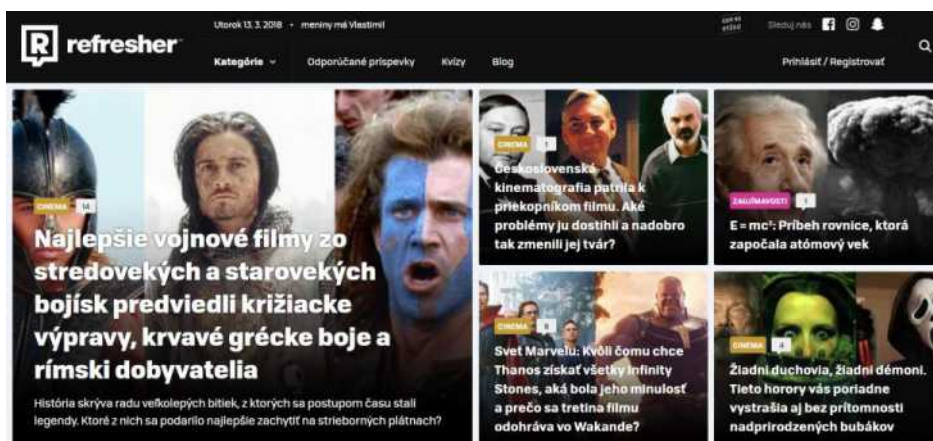 Utorok 13. 3. 2018 • meniny má Vlastimil
Sleduj nás
refresher
Kategórie
Odporúčané príspevky
Kvízy
Blog
Prihlásiť / Registrovať
CINEMA 14
Najlepšie vojnové filmy zo
stredovekých a starovekých
bojísk predviedli križiacke
výpravy, krvavé grécke boje a
rímski dobyvatelia
História skrýva radu veľkolepých bitiek, z ktorých sa postupom času stali
legendy. Ktoré z nich sa podarilo najlepšie zachytiť na strieborných plátnach?
CINEMA 1
Československá
kinematografia patrila k
priekopníkom filmu. Aké
problémy ju dostihli a nadobro
tak zmenili jej tvár?
ZAUJÍMAVOSTI 1
E = mc²: Príbeh rovnice, ktorá
započala atómový vek
CINEMA
Svet Marvelu: Kvôli čomu chce
Thanos získať všetky Infinity
Stones, aká bola jeho minulosť
a prečo sa tretina filmu
odohráva vo Wakande?
CINEMA 4
Žiadni duchovia, žiadni démoni.
Tieto horory vás poriadne
vystrašia aj bez prítomnosti
nadprirodzených bubákov